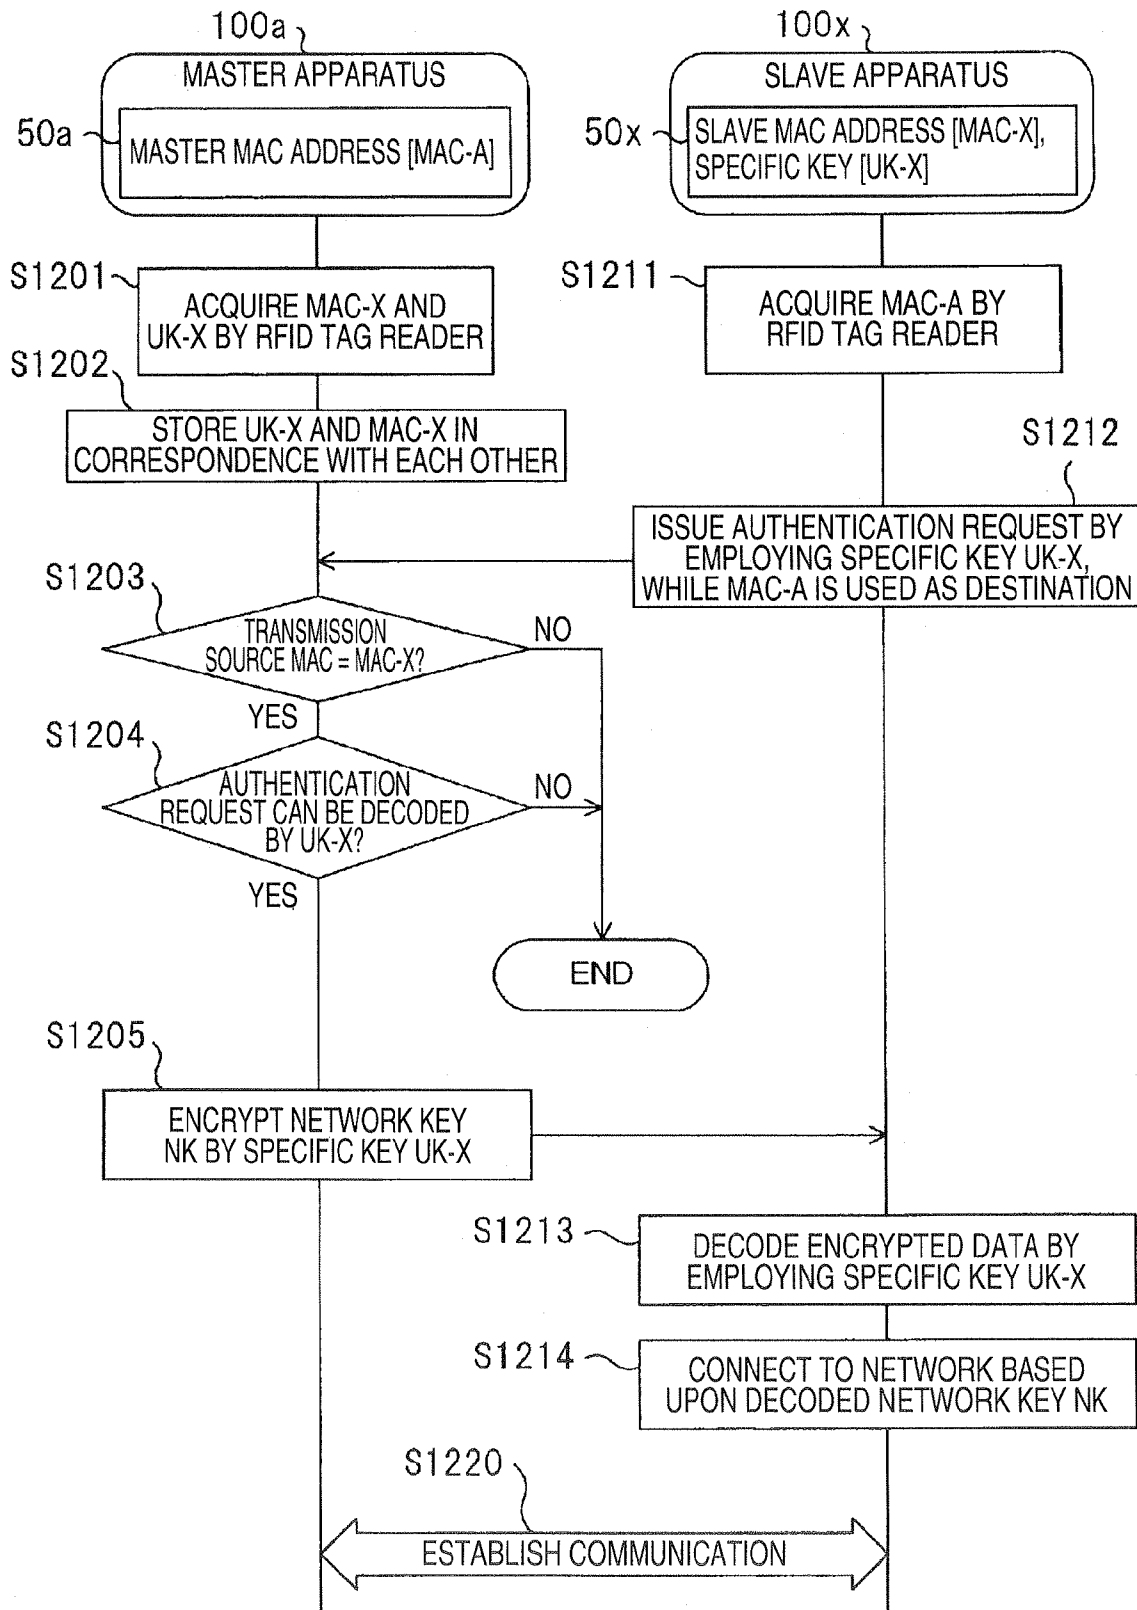 100a
100x
MASTER APPARATUS
SLAVE APPARATUS
50a
MASTER MAC ADDRESS [MAC-A]
50x
SLAVE MAC ADDRESS [MAC-X],
SPECIFIC KEY [UK-X]
S1201
ACQUIRE MAC-X AND
UK-X BY RFID TAG READER
S1211
ACQUIRE MAC-A BY
RFID TAG READER
S1202
STORE UK-X AND MAC-X IN
CORRESPONDENCE WITH EACH OTHER
S1212
ISSUE AUTHENTICATION REQUEST BY
EMPLOYING SPECIFIC KEY UK-X,
WHILE MAC-A IS USED AS DESTINATION
S1203
TRANSMISSION
SOURCE MAC = MAC-X?
NO
YES
S1204
AUTHENTICATION
REQUEST CAN BE DECODED
BY UK-X?
NO
YES
END
S1205
ENCRYPT NETWORK KEY
NK BY SPECIFIC KEY UK-X
S1213
DECODE ENCRYPTED DATA BY
EMPLOYING SPECIFIC KEY UK-X
S1214
CONNECT TO NETWORK BASED
UPON DECODED NETWORK KEY NK
S1220
ESTABLISH COMMUNICATION